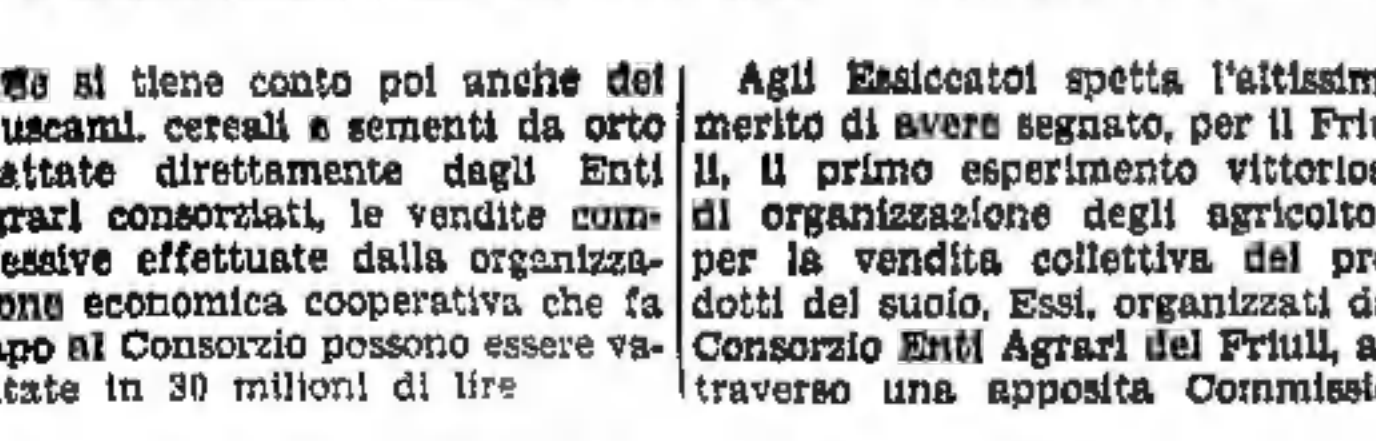 si tiene conto poi anche dei
uscami. cereali e sementi da orto
attate direttamente dagli Enti
grari consorziati, le vendite com-
essive effettuate dalla organizza-
one economica cooperativa che fa
apo al Consorzio possono essere va-
tate in 30 milioni di lire
Agli Essiccatoi spetta l'altissim
merito di avere segnato, per il Friu
li, il primo esperimento vittorios
di organizzazione degli agricolto
per la vendita collettiva dei pro
dotti del suolo. Essi, organizzati da
Consorzio Enti Agrari del Friuli, a
traverso una apposita Commissi